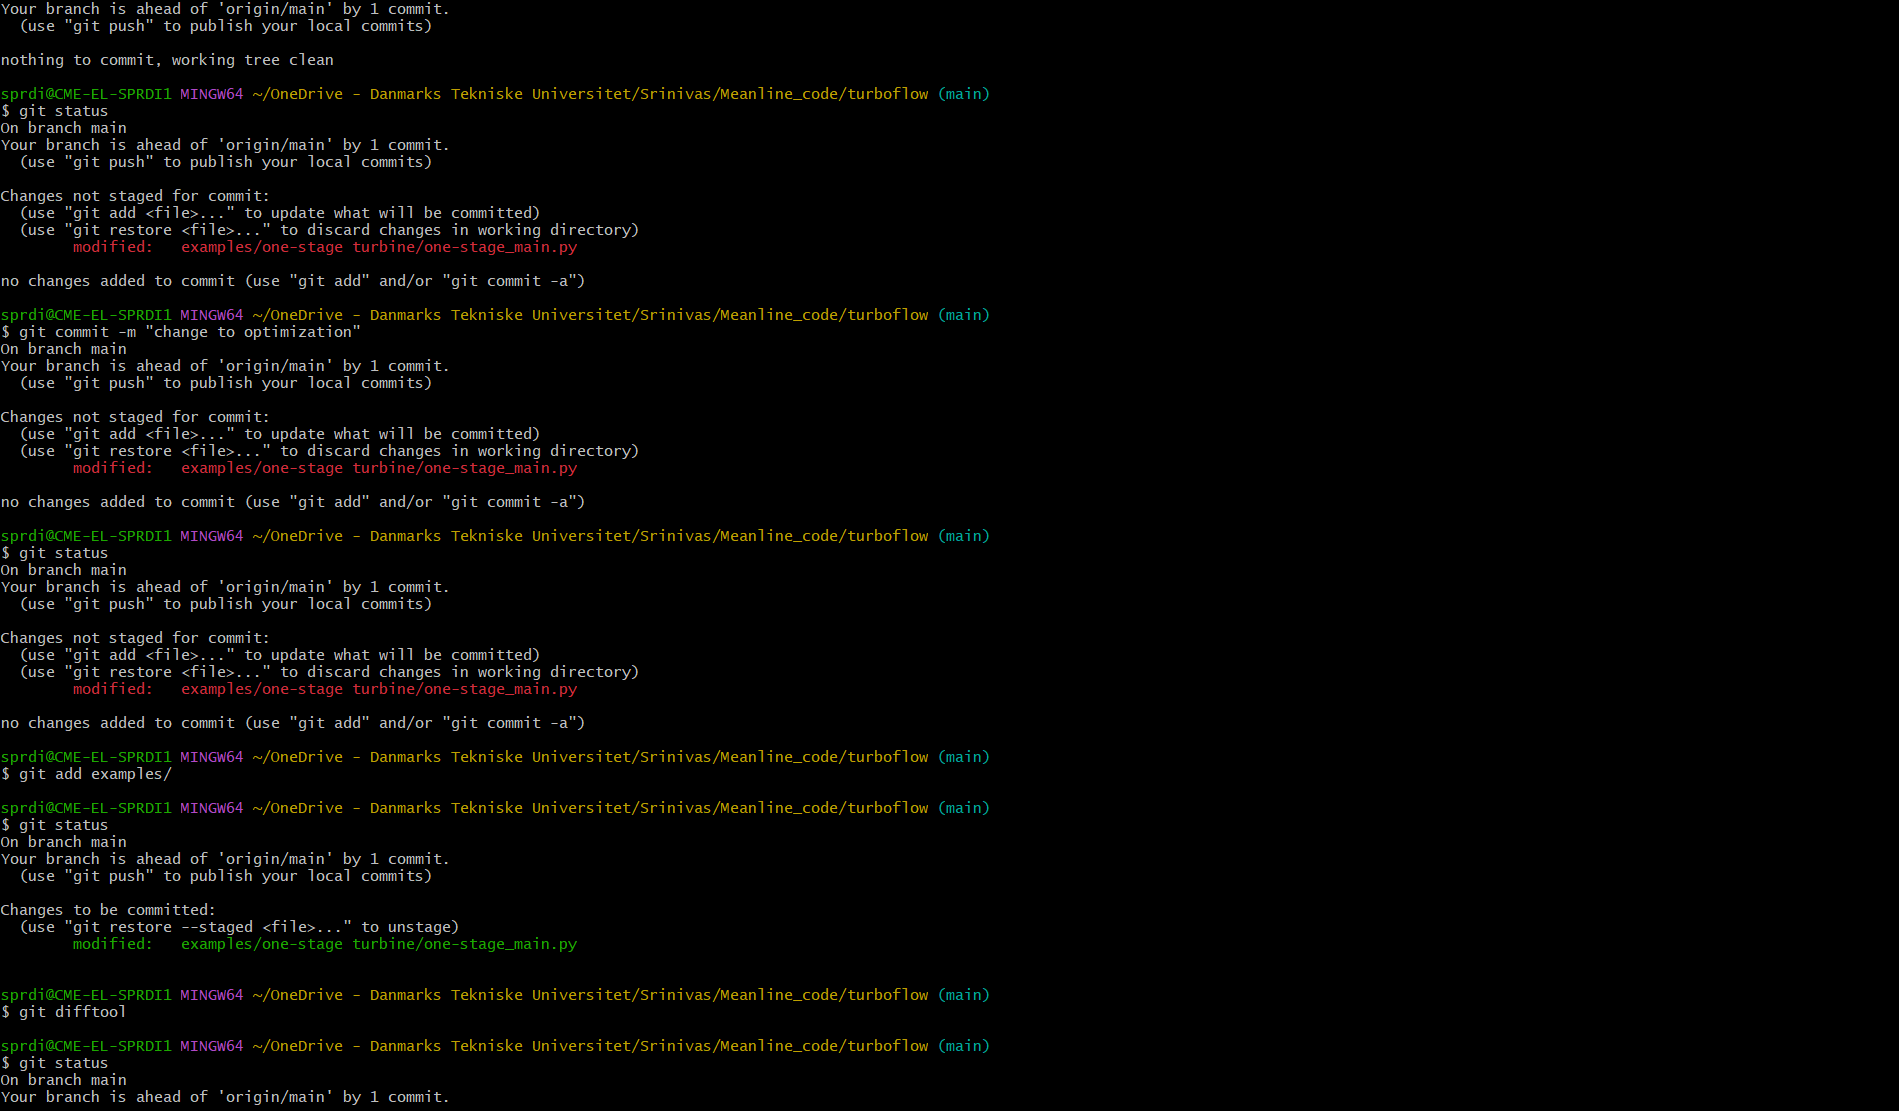 Your branch is ahead of 'origin/main' by 1 commit.
  (use "git push" to publish your local commits)

nothing to commit, working tree clean

sprdi@CME-EL-SPRDI1 MINGW64 ~/OneDrive - Danmarks Tekniske Universitet/Srinivas/Meanline_code/turboflow (main)
$ git status
On branch main
Your branch is ahead of 'origin/main' by 1 commit.
  (use "git push" to publish your local commits)

Changes not staged for commit:
  (use "git add <file>..." to update what will be committed)
  (use "git restore <file>..." to discard changes in working directory)
        modified:   examples/one-stage turbine/one-stage_main.py

no changes added to commit (use "git add" and/or "git commit -a")

sprdi@CME-EL-SPRDI1 MINGW64 ~/OneDrive - Danmarks Tekniske Universitet/Srinivas/Meanline_code/turboflow (main)
$ git commit -m "change to optimization"
On branch main
Your branch is ahead of 'origin/main' by 1 commit.
  (use "git push" to publish your local commits)

Changes not staged for commit:
  (use "git add <file>..." to update what will be committed)
  (use "git restore <file>..." to discard changes in working directory)
        modified:   examples/one-stage turbine/one-stage_main.py

no changes added to commit (use "git add" and/or "git commit -a")

sprdi@CME-EL-SPRDI1 MINGW64 ~/OneDrive - Danmarks Tekniske Universitet/Srinivas/Meanline_code/turboflow (main)
$ git status
On branch main
Your branch is ahead of 'origin/main' by 1 commit.
  (use "git push" to publish your local commits)

Changes not staged for commit:
  (use "git add <file>..." to update what will be committed)
  (use "git restore <file>..." to discard changes in working directory)
        modified:   examples/one-stage turbine/one-stage_main.py

no changes added to commit (use "git add" and/or "git commit -a")

sprdi@CME-EL-SPRDI1 MINGW64 ~/OneDrive - Danmarks Tekniske Universitet/Srinivas/Meanline_code/turboflow (main)
$ git add examples/

sprdi@CME-EL-SPRDI1 MINGW64 ~/OneDrive - Danmarks Tekniske Universitet/Srinivas/Meanline_code/turboflow (main)
$ git status
On branch main
Your branch is ahead of 'origin/main' by 1 commit.
  (use "git push" to publish your local commits)

Changes to be committed:
  (use "git restore --staged <file>..." to unstage)
        modified:   examples/one-stage turbine/one-stage_main.py


sprdi@CME-EL-SPRDI1 MINGW64 ~/OneDrive - Danmarks Tekniske Universitet/Srinivas/Meanline_code/turboflow (main)
$ git difftool

sprdi@CME-EL-SPRDI1 MINGW64 ~/OneDrive - Danmarks Tekniske Universitet/Srinivas/Meanline_code/turboflow (main)
$ git status
On branch main
Your branch is ahead of 'origin/main' by 1 commit.